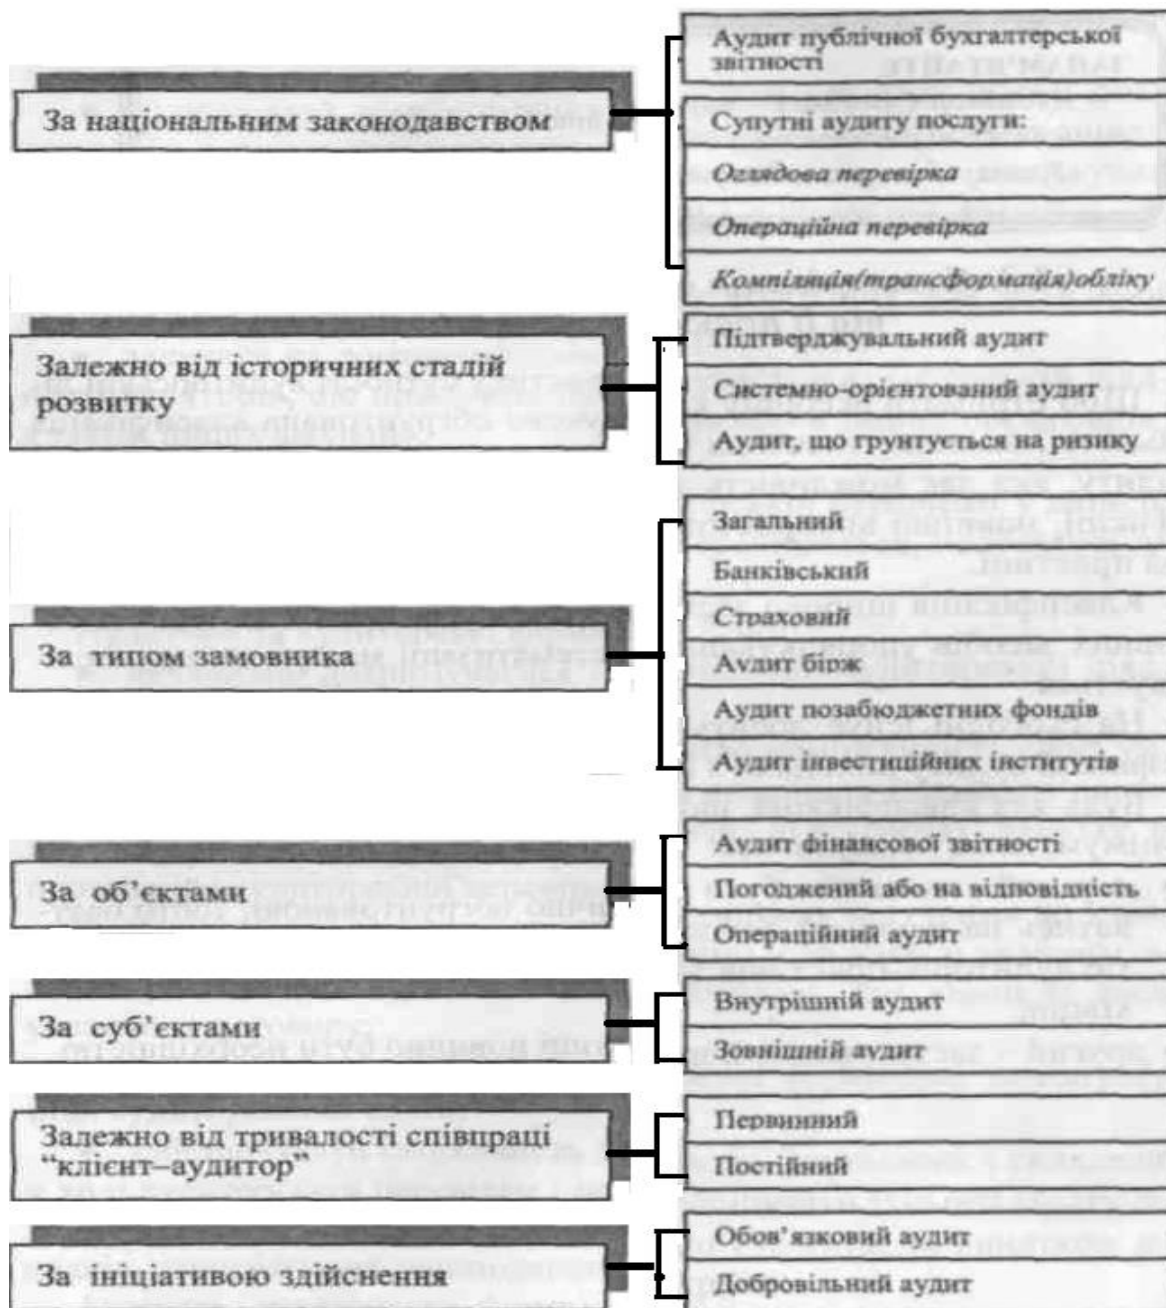 За національним законодавством
Аудит публічної бухгалтерської
звітності
Супутні аудиту послуги:
Оглядова перевірка
Операційна перевірка
Компіляція(трансформація)обліку
Залежно від історичних стадій
розвитку
Підтверджувальний аудит
Системно-орієнтований аудит
Аудит, що грунтується на ризику
За типом замовника
Загальний
Банківський
Страховий
Аудит бірж
Аудит позабюджетних фондів
Аудит інвестиційних інститутів
За об’єктами
Аудит фінансової звітності
Погоджений або на відповідність
Операційний аудит
За суб’єктами
Внутрішній аудит
Зовнішній аудит
Залежно від тривалості співпраці
“клієнт–аудитор”
Первинний
Постійний
За ініціативою здійснення
Обов’язковий аудит
Добровільний аудит